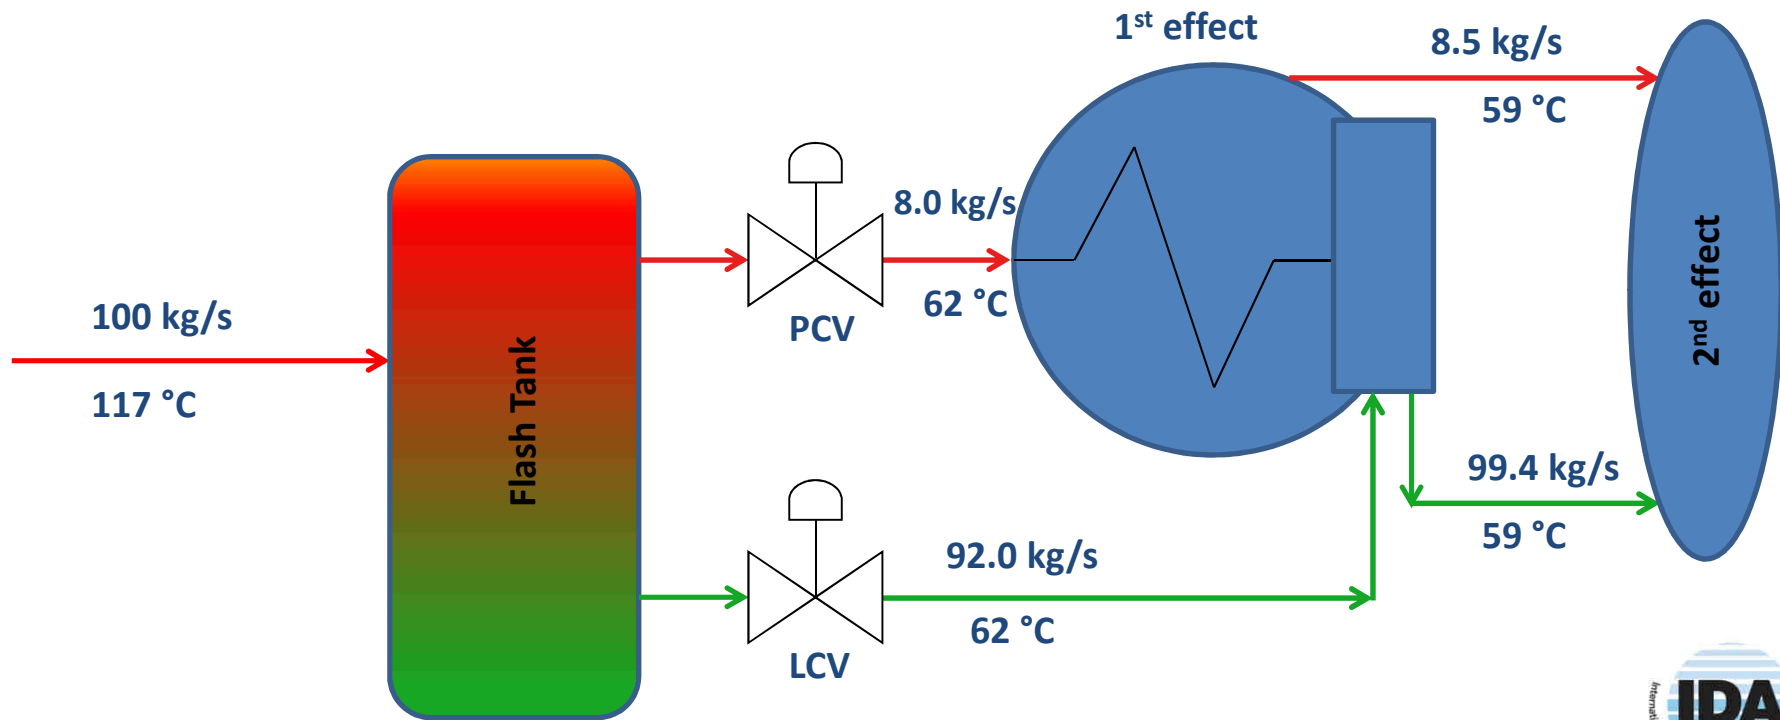 1st effect
8.5 kg/s
59 °C
100 kg/s
117 °C
Flash Tank
8.0 kg/s
62 °C
PCV
92.0 kg/s
62 °C
LCV
99.4 kg/s
59 °C
2nd effect
IDA